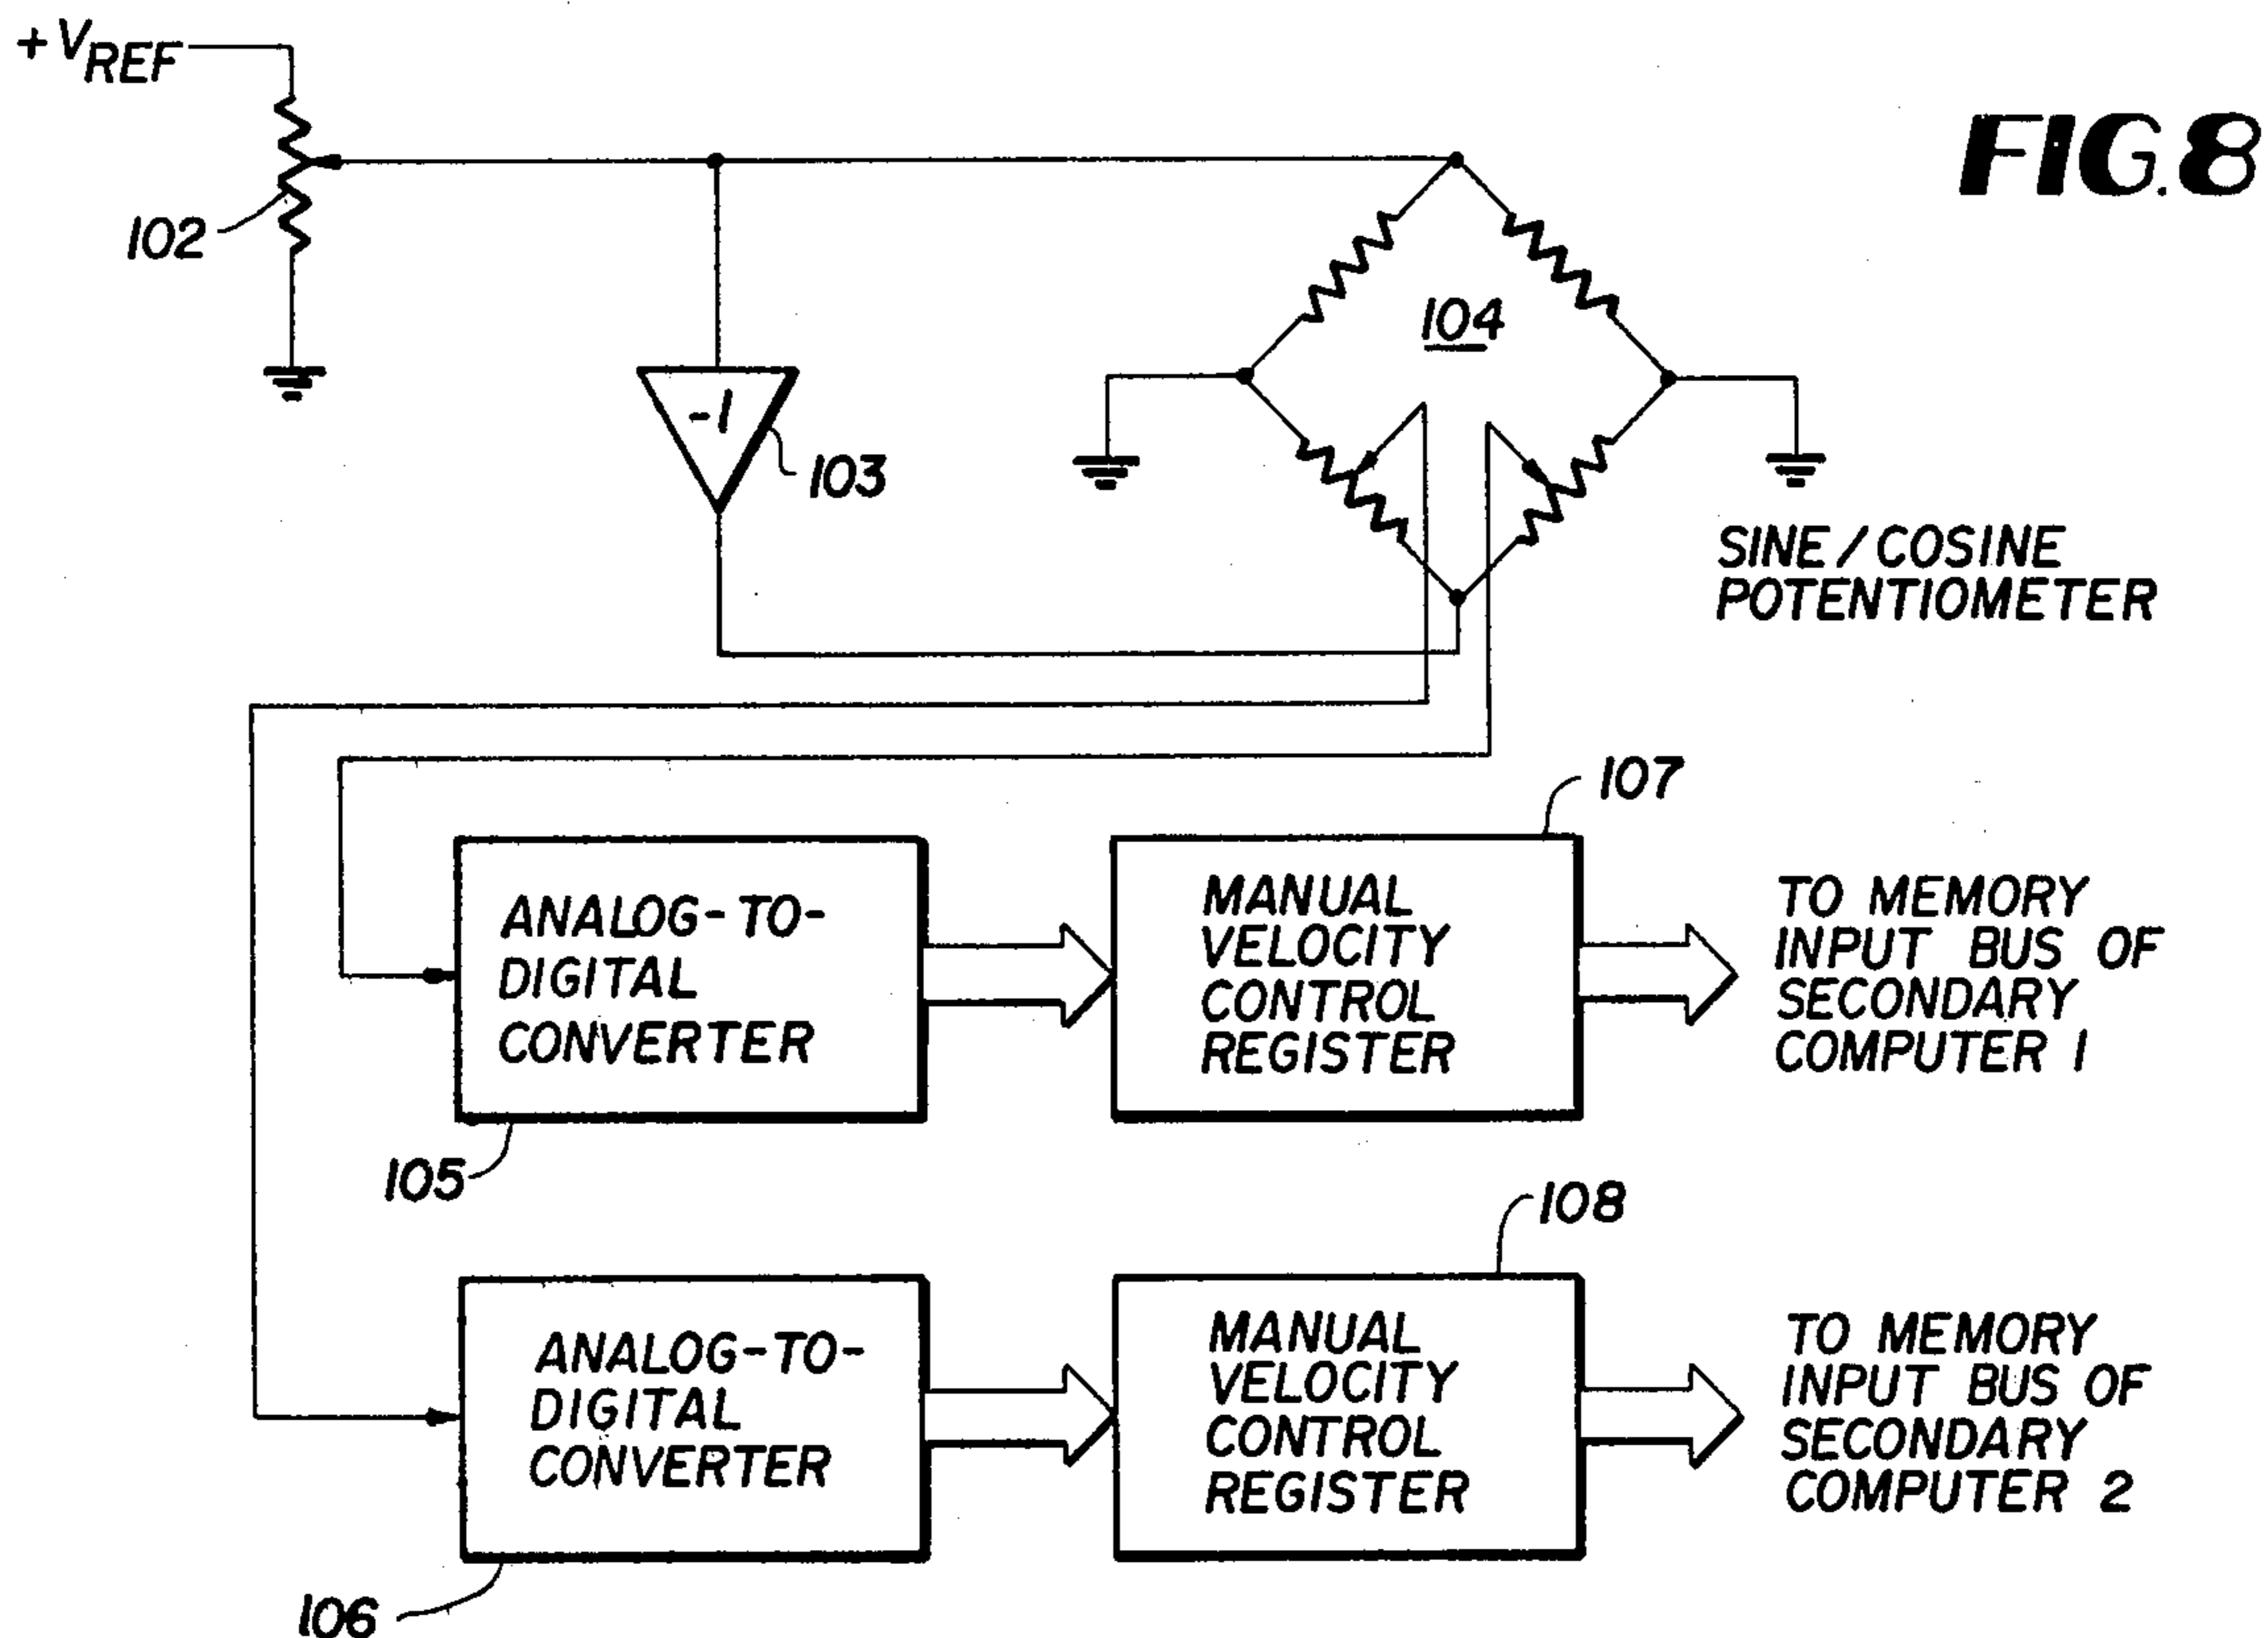 +VREF
FIG.8
102
104
-1
103
SINE/COSINE
POTENTIOMETER
107
ANALOG-TO-
DIGITAL
CONVERTER
MANUAL
VELOCITY
CONTROL
REGISTER
TO MEMORY
INPUT BUS OF
SECONDARY
COMPUTER 1
105
108
ANALOG-TO-
DIGITAL
CONVERTER
MANUAL
VELOCITY
CONTROL
REGISTER
TO MEMORY
INPUT BUS OF
SECONDARY
COMPUTER 2
106